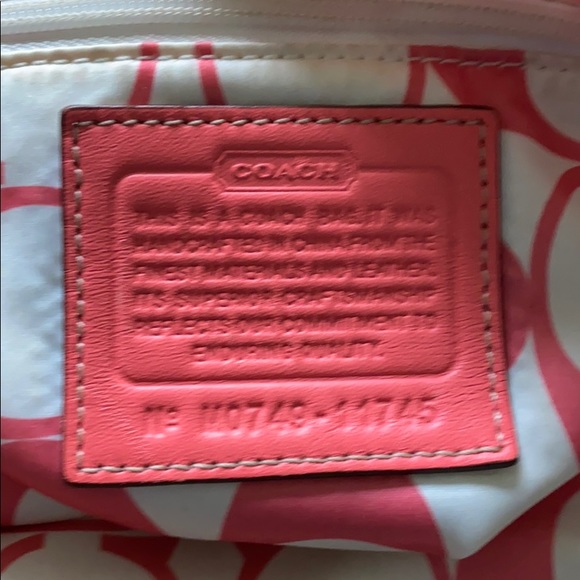 COACH
THIS IS A COACH BAG. IT WAS
HANDCRAFTED IN CHINA FROM THE
FINEST MATERIALS AND LEATHER.
ITS SUPERIOR CRAFTSMANSHIP
REFLECTS OUR COMMITMENT TO
ENDURING QUALITY.
Nº M0749-11745